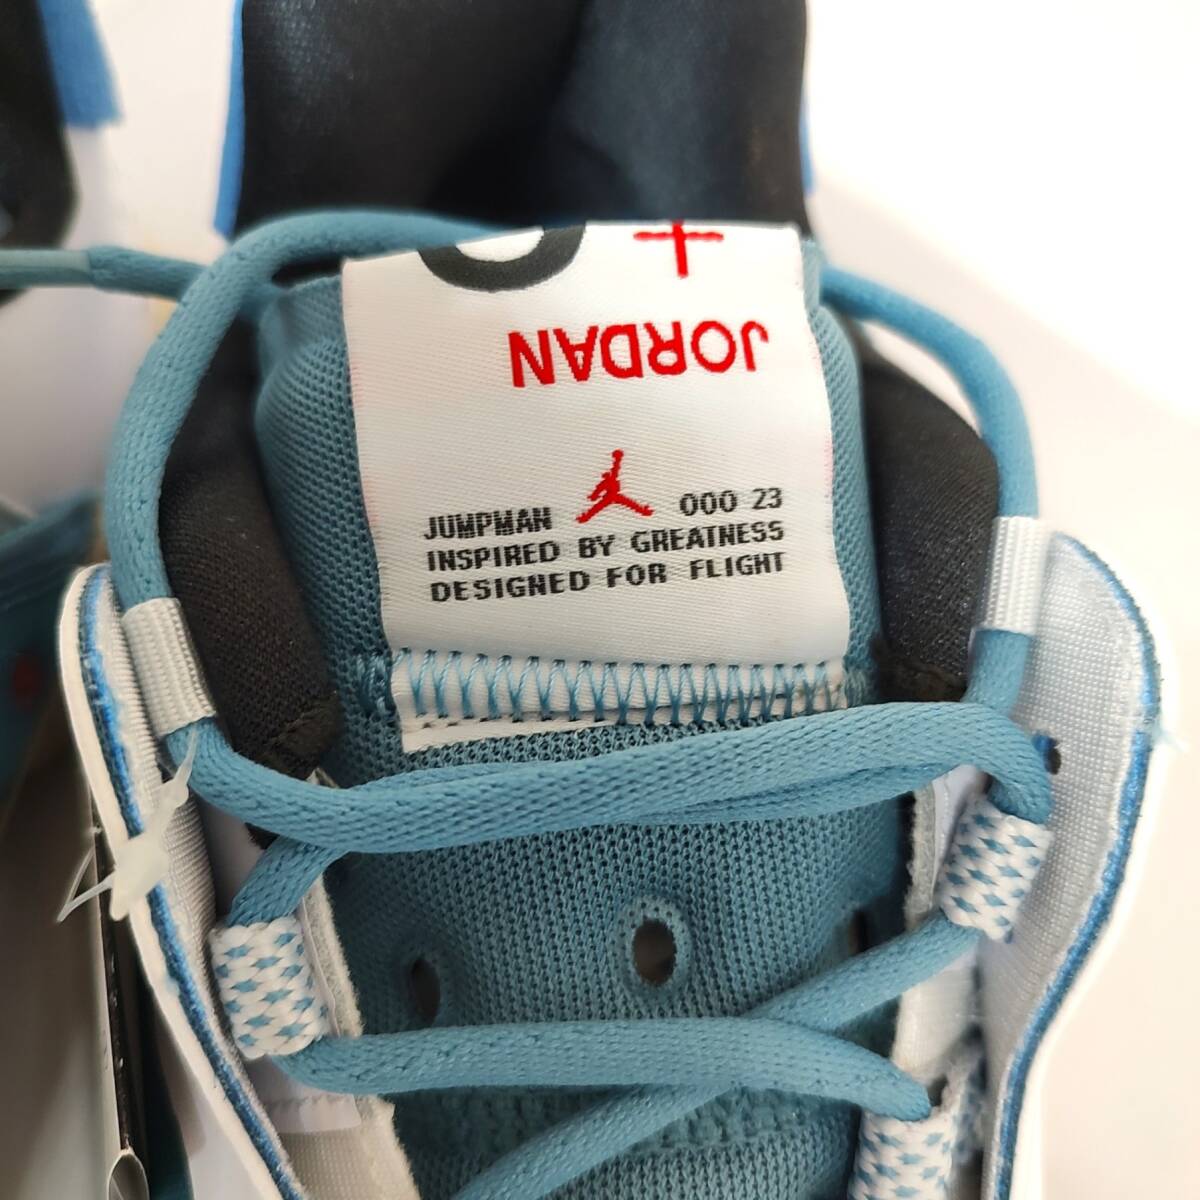 +
JORDAN
JUMPMAN 000 23
INSPIRED BY GREATNESS
DESIGNED FOR FLIGHT